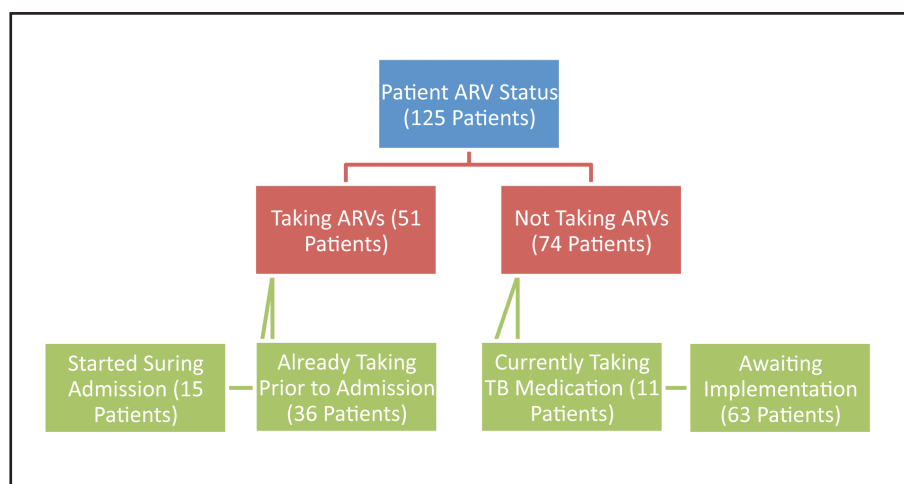 Patient ARV Status
(125 Patients)
Taking ARVs (51
Patients)
Not Taking ARVs
(74 Patients)
Started Suring
Admission (15
Patients)
Already Taking
Prior to Admission
(36 Patients)
Currently Taking
TB Medication (11
Patients)
Awaiting
Implementation
(63 Patients)